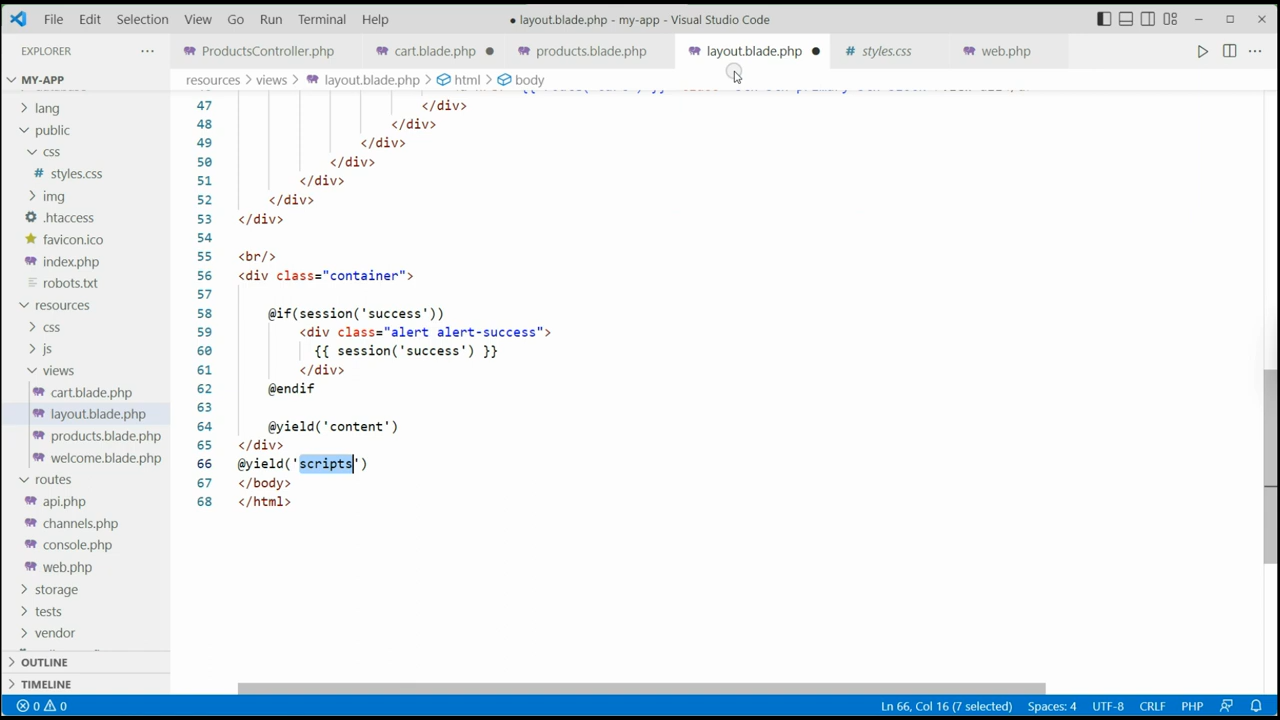 File Edit Selection View Go Run Terminal Help
● layout.blade.php - my-app - Visual Studio Code
EXPLORER
ProductsController.php cart.blade.php products.blade.php layout.blade.php styles.css web.php
MY-APP
resources > views > layout.blade.php > html > body
lang
public
css
styles.css
img
.htaccess
favicon.ico
index.php
robots.txt
resources
css
js
views
cart.blade.php
layout.blade.php
products.blade.php
welcome.blade.php
routes
api.php
channels.php
console.php
web.php
storage
tests
vendor
OUTLINE
TIMELINE
47 </div>
48 </div>
49 </div>
50 </div>
51 </div>
52 </div>
53 </div>
54
55 <br/>
56 <div class="container">
57
58 @if(session('success'))
59 <div class="alert alert-success">
60 {{ session('success') }}
61 </div>
62 @endif
63
64 @yield('content')
65 </div>
66 @yield('scripts')
67 </body>
68 </html>
0 0 Ln 66, Col 16 (7 selected) Spaces: 4 UTF-8 CRLF PHP